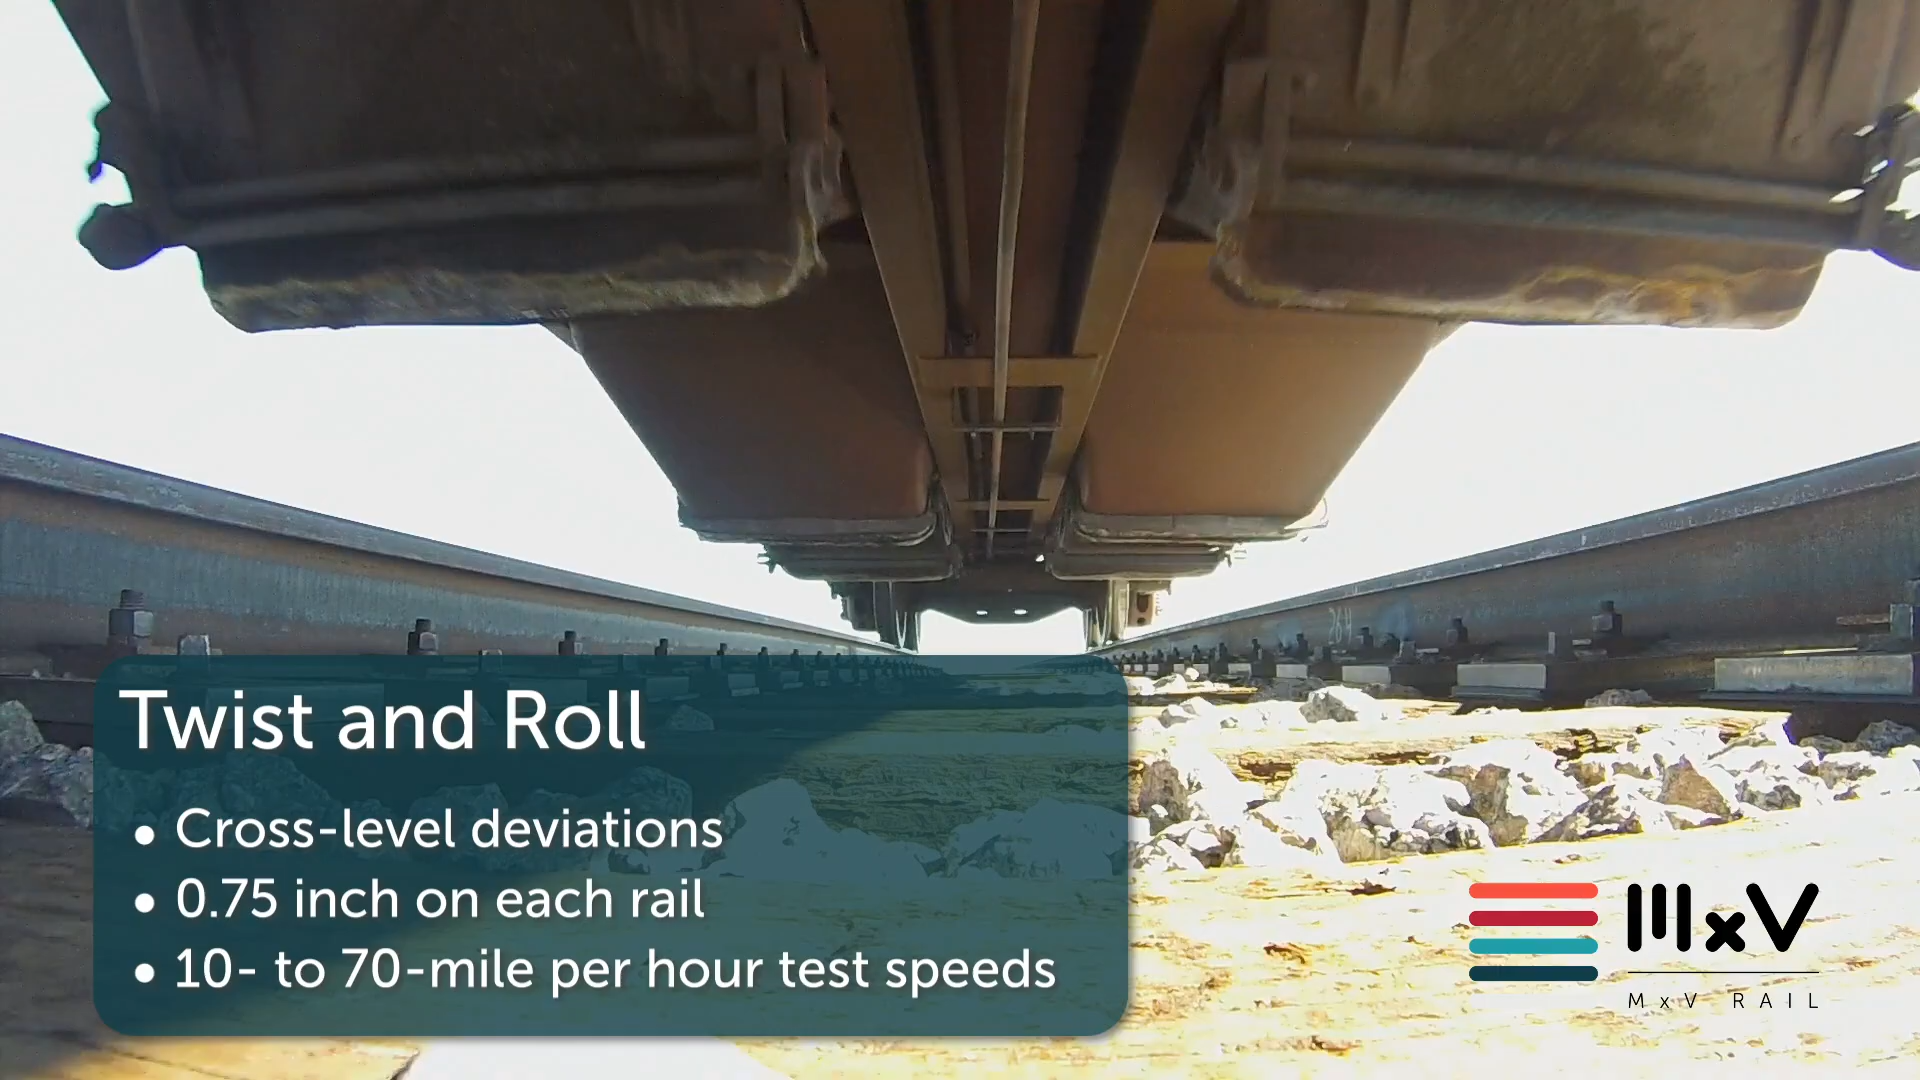 264
Twist and Roll
• Cross-level deviations
• 0.75 inch on each rail
• 10- to 70-mile per hour test speeds
MxV
MxV RAIL